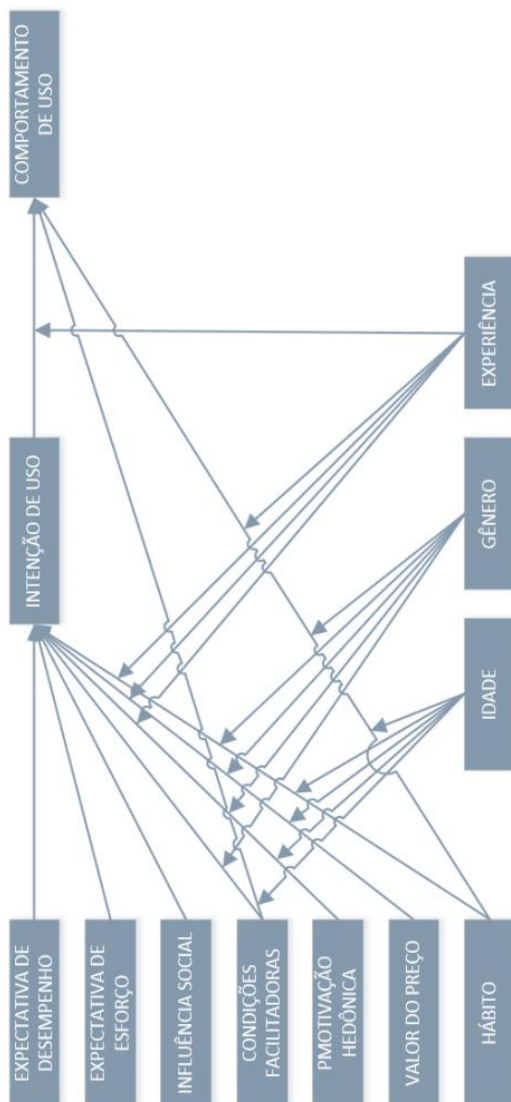 EXPECTATIVA DE
DESEMPENHO
EXPECTATIVA DE
ESFORÇO
INFLUÊNCIA SOCIAL
CONDIÇÕES
FACILITADORAS
PMOTIVAÇÃO
HEDÔNICA
VALOR DO PREÇO
HÁBITO
INTENÇÃO DE USO
COMPORTAMENTO
DE USO
IDADE
GÊNERO
EXPERIÊNCIA